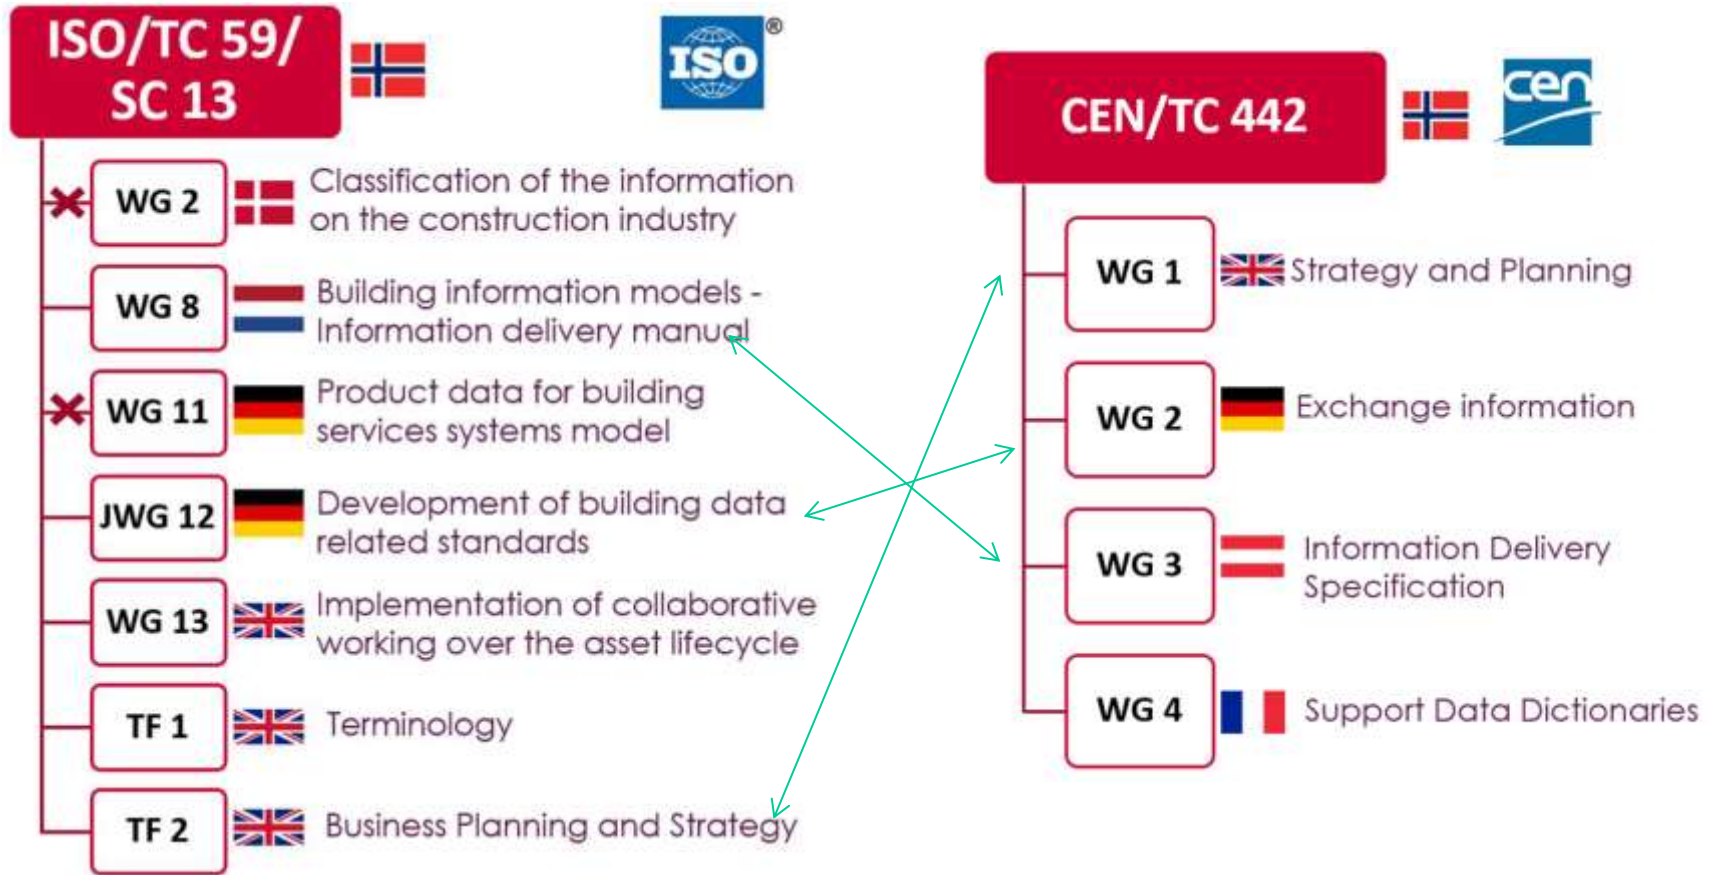 ISO/TC 59/
SC 13
ISO
®
WG 2
Classification of the information
on the construction industry
WG 8
Building information models -
Information delivery manual
WG 11
Product data for building
services systems model
JWG 12
Development of building data
related standards
WG 13
Implementation of collaborative
working over the asset lifecycle
TF 1
Terminology
TF 2
Business Planning and Strategy
CEN/TC 442
cen
WG 1
Strategy and Planning
WG 2
Exchange information
WG 3
Information Delivery
Specification
WG 4
Support Data Dictionaries